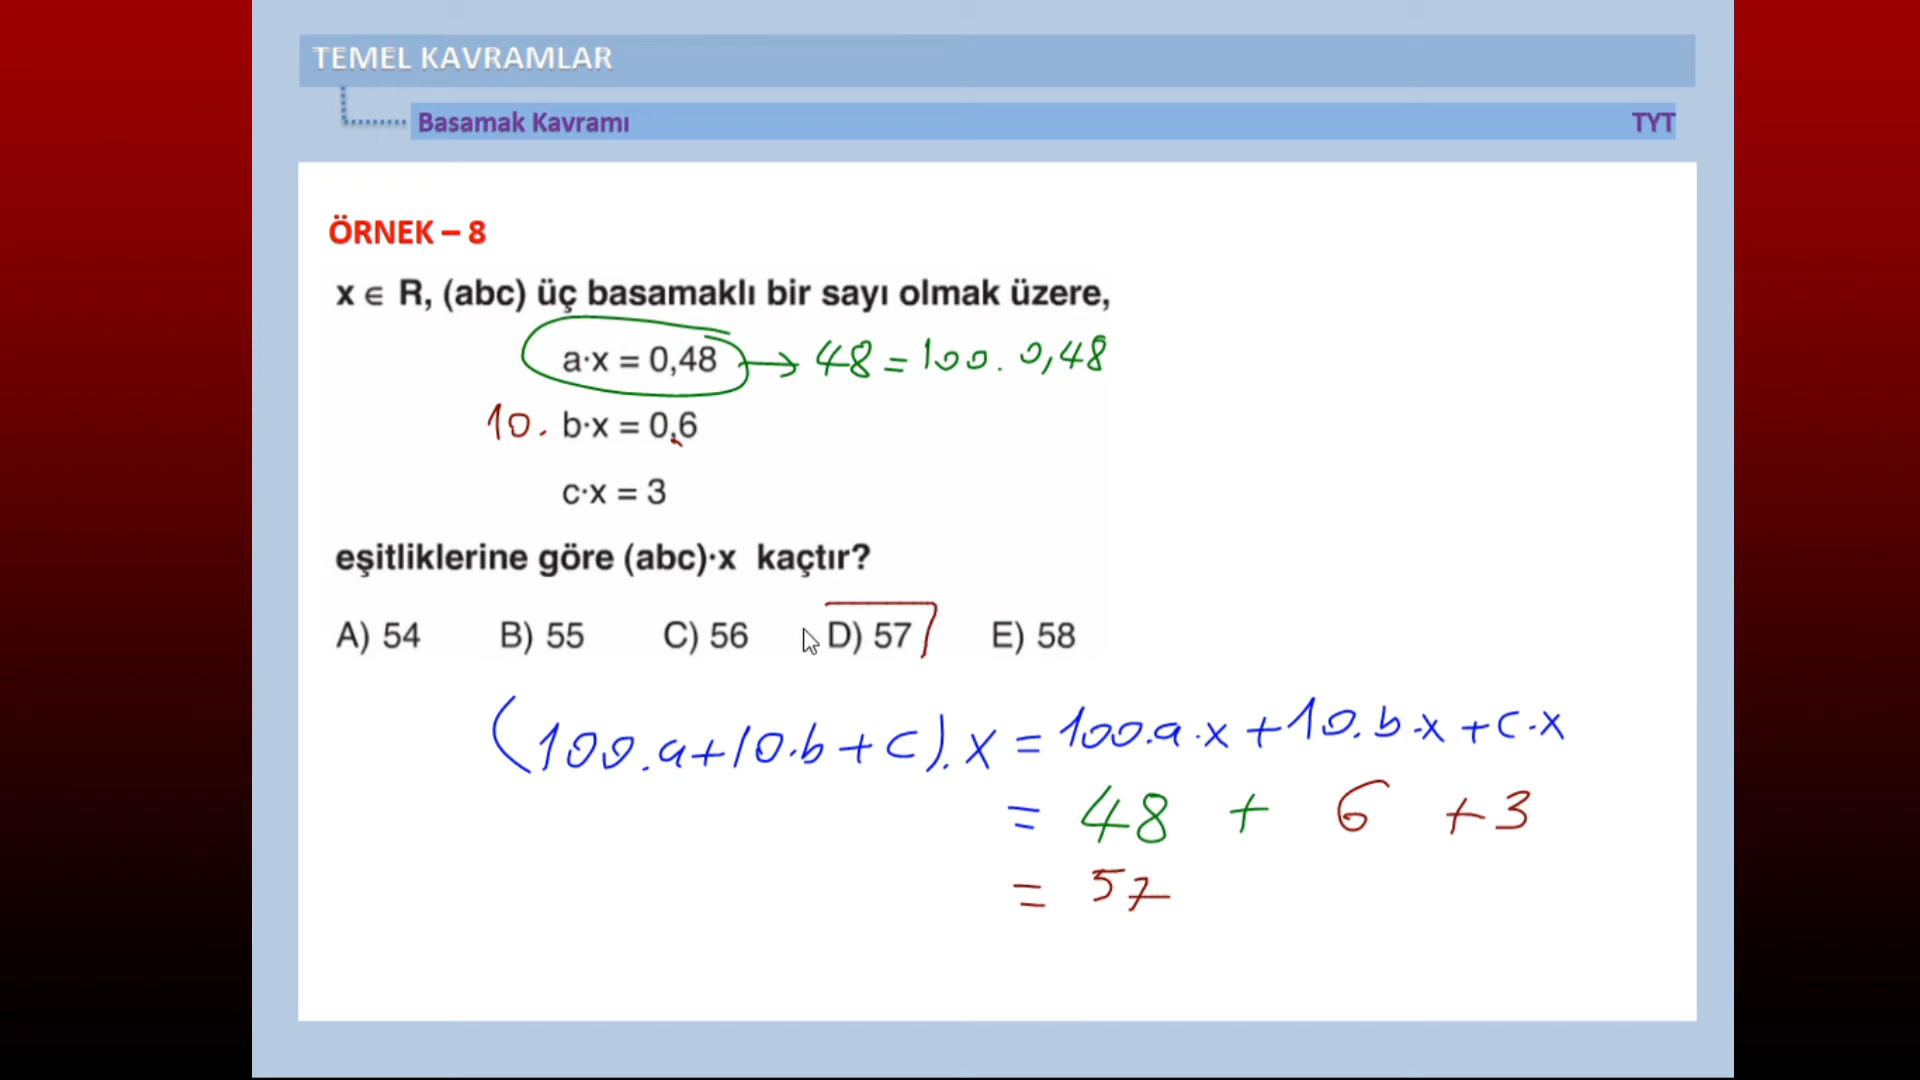 TEMEL KAVRAMLAR
Basamak Kavramı TYT
ÖRNEK – 8
x ∈ R, (abc) üç basamaklı bir sayı olmak üzere,
a·x = 0,48 → 48 = 100. 0,48
10. b·x = 0,6
c·x = 3
eşitliklerine göre (abc)·x kaçtır?
A) 54 B) 55 C) 56 D) 57 E) 58
(100.a+10.b+c).x = 100.a.x+10.b.x+c.x
= 48 + 6 +3
= 57